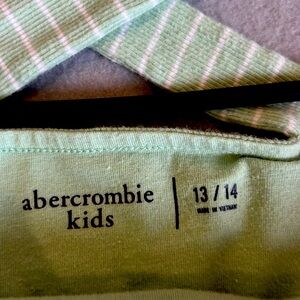 abercrombie
kids
13 / 14
MADE IN VIETNAM